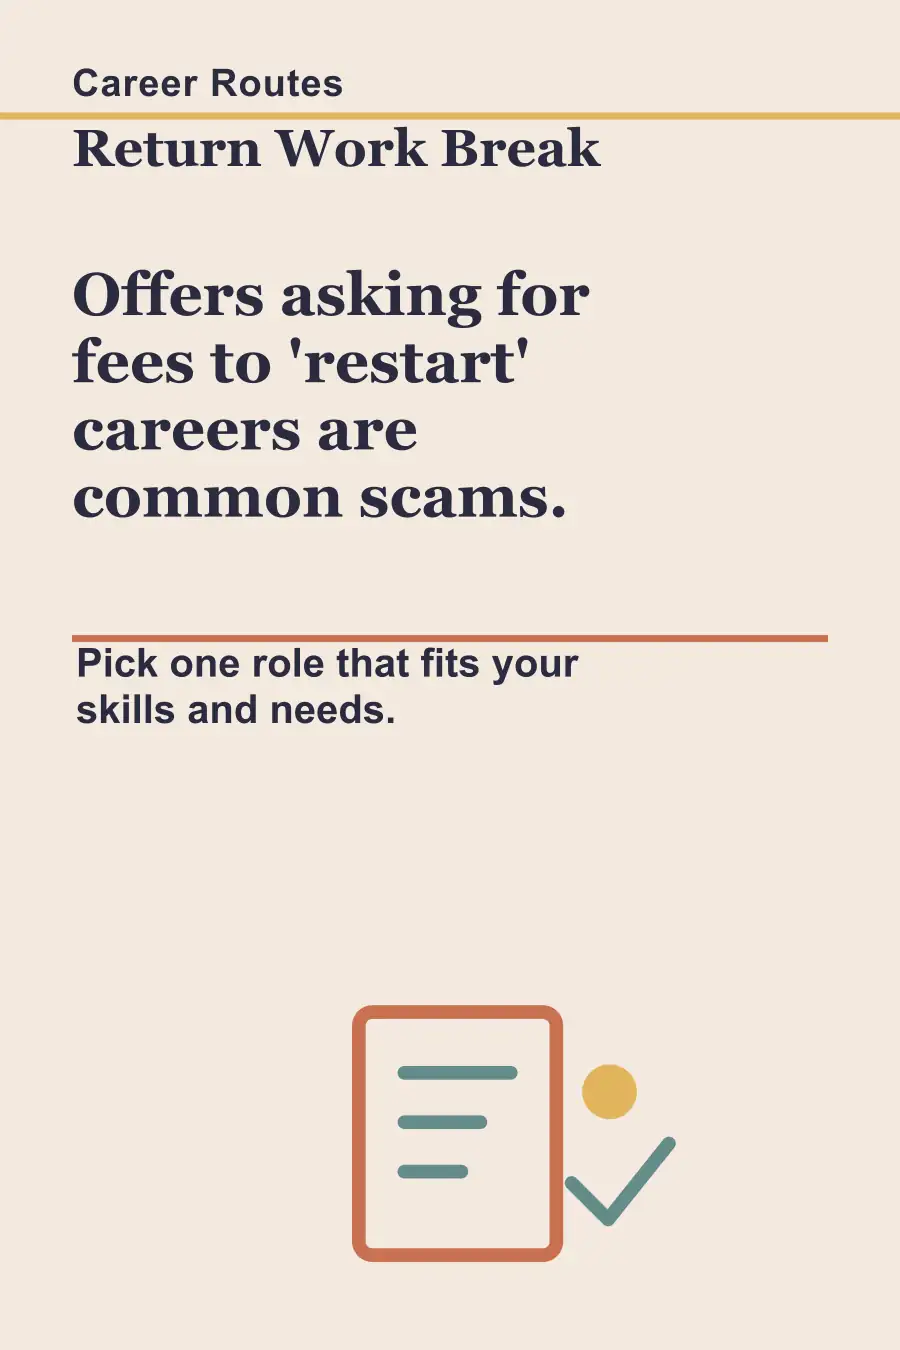 Career Routes
Return Work Break
Offers asking for
fees to 'restart'
careers are
common scams.
Pick one role that fits your
skills and needs.